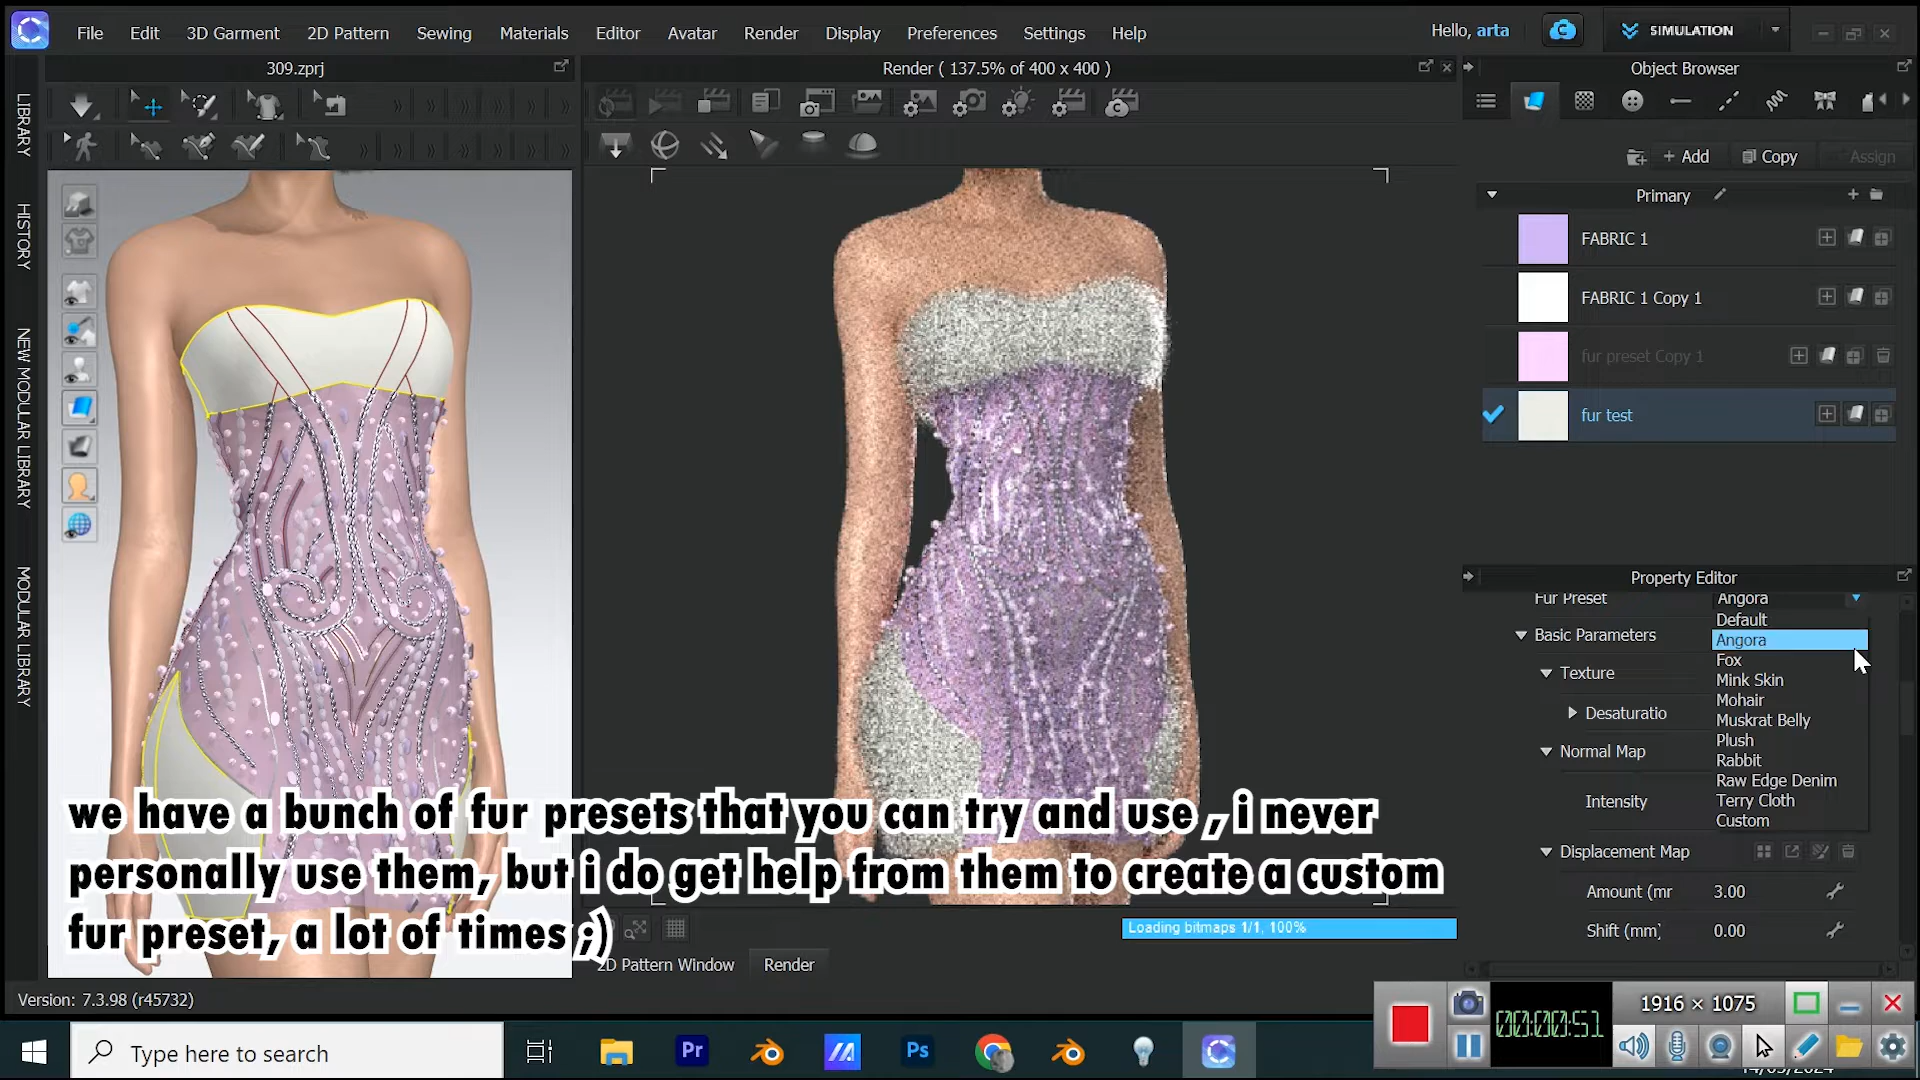 File Edit 3D Garment 2D Pattern Sewing Materials Editor Avatar Render Display Preferences Settings Help
Hello, arta
SIMULATION
309.zprj
Render ( 137.5% of 400 x 400 )
Object Browser
LIBRARY
HISTORY
NEW MODULAR LIBRARY
MODULAR LIBRARY
+ Add
Copy
Assign
Primary
FABRIC 1
FABRIC 1 Copy 1
fur preset Copy 1
fur test
Property Editor
Fur Preset
Angora
Default
Angora
Fox
Mink Skin
Mohair
Muskrat Belly
Plush
Rabbit
Raw Edge Denim
Terry Cloth
Custom
Basic Parameters
Texture
Desaturatio
Normal Map
Intensity
Displacement Map
Amount (mr 3.00
Shift (mm) 0.00
we have a bunch of fur presets that you can try and use , i never
personally use them, but i do get help from them to create a custom
fur preset, a lot of times ;)
Loading bitmaps 1/1, 100%
2D Pattern Window
Render
Version: 7.3.98 (r45732)
1916 × 1075
00:00:51
Type here to search
Pr
Ps